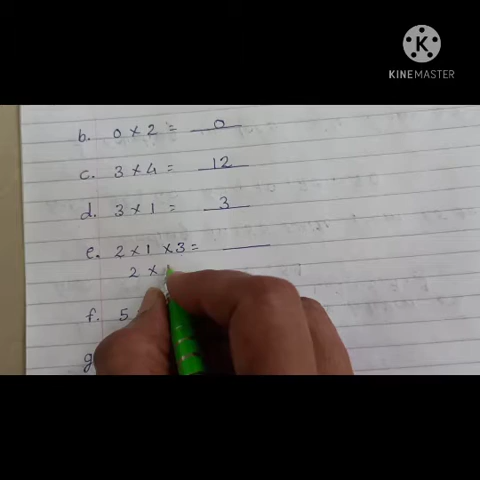 K
KINEMASTER
b. 0 × 2 = 0
c. 3 × 4 = 12
d. 3 × 1 = 3
e. 2 × 1 × 3 =
2 ×
f. 5
g